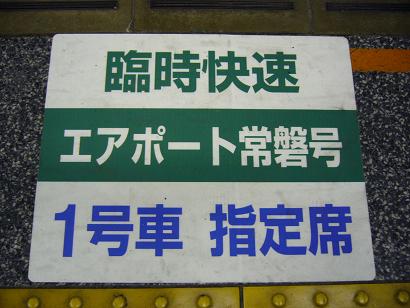 臨時快速
エアポート常磐号
1号車 指定席